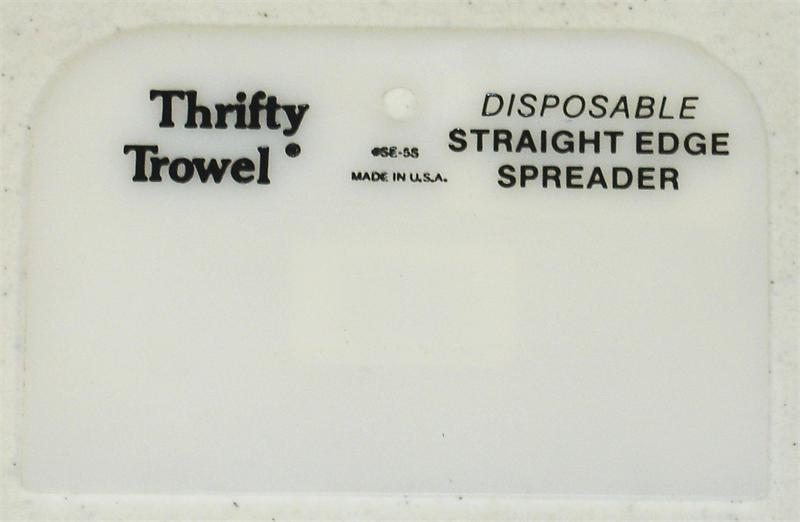 Thrifty
Trowel®
#SE-5S
MADE IN U.S.A.
DISPOSABLE
STRAIGHT EDGE
SPREADER